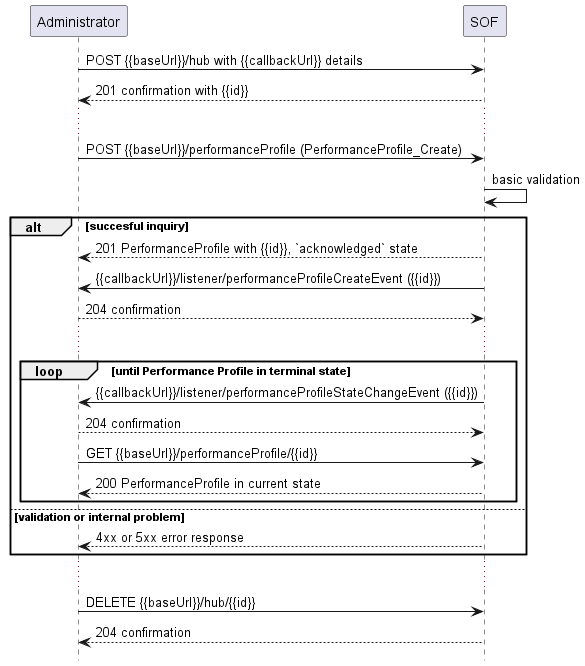 Administrator
SOF
POST {{baseUrl}}/hub with {{callbackUrl}} details
201 confirmation with {{id}}
POST {{baseUrl}}/performanceProfile (PerformanceProfile_Create)
basic validation
alt
[succesful inquiry]
201 PerformanceProfile with {{id}}, `acknowledged` state
{{callbackUrl}}/listener/performanceProfileCreateEvent ({{id}})
204 confirmation
loop
[until Performance Profile in terminal state]
{{callbackUrl}}/listener/performanceProfileStateChangeEvent ({{id}})
204 confirmation
GET {{baseUrl}}/performanceProfile/{{id}}
200 PerformanceProfile in current state
[validation or internal problem]
4xx or 5xx error response
DELETE {{baseUrl}}/hub/{{id}}
204 confirmation